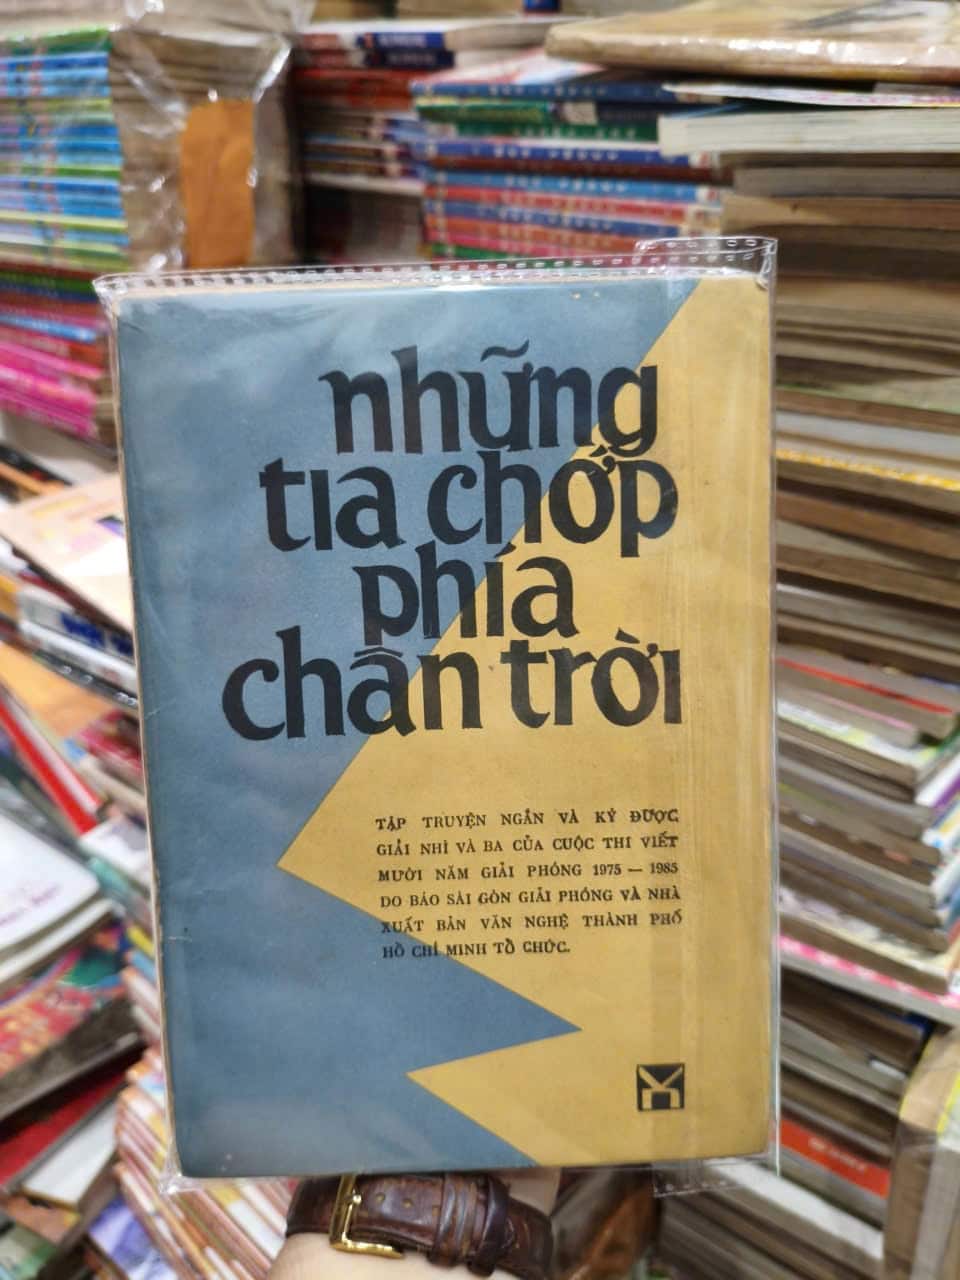 những
tia chớp
phía
chân trời
TẬP TRUYỆN NGẮN VÀ KÝ ĐƯỢC
GIẢI NHÌ VÀ BA CỦA CUỘC THI VIẾT
MƯỜI NĂM GIẢI PHÓNG 1975 — 1985
DO BÁO SÀI GÒN GIẢI PHÓNG VÀ NHÀ
XUẤT BẢN VĂN NGHỆ THÀNH PHỐ
HỒ CHÍ MINH TỔ CHỨC.